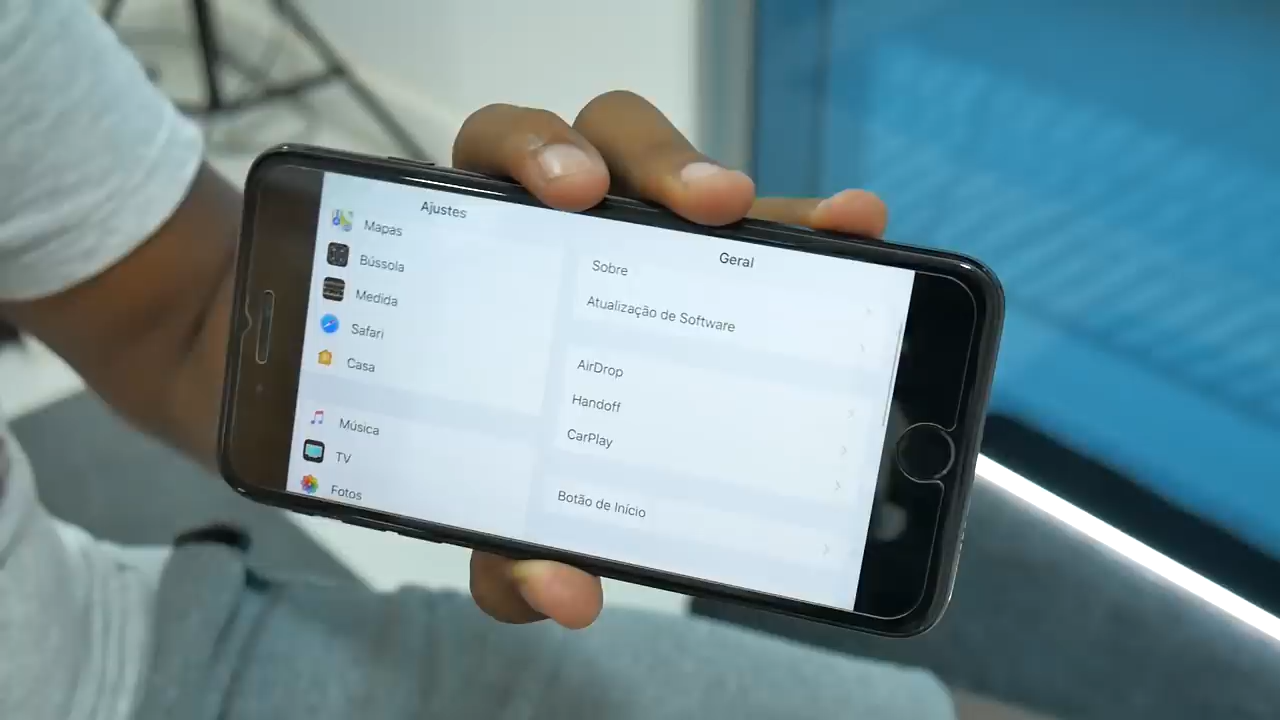 Ajustes
Mapas
Bússola
Medida
Safari
Casa
Música
TV
Fotos
Geral
Sobre
Atualização de Software
AirDrop
Handoff
CarPlay
Botão de Início